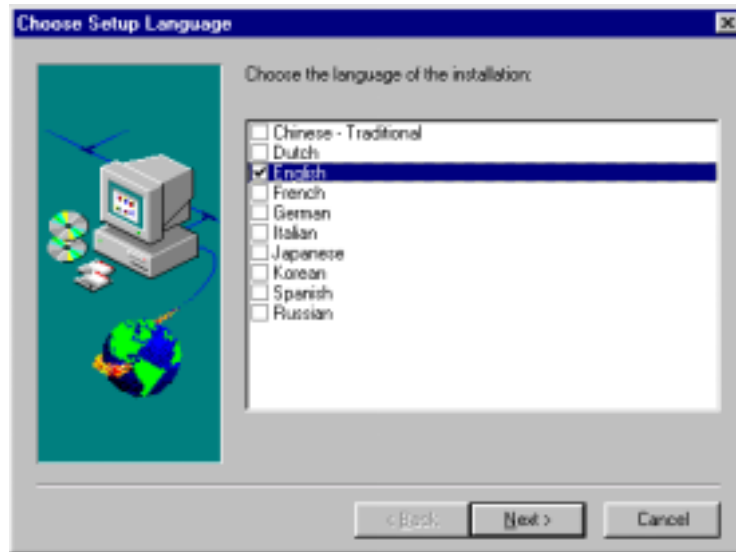 Choose Setup Language
Choose the language of the installation:
Chinese - Traditional
Dutch
English
French
German
Italian
Japanese
Korean
Spanish
Russian
< Back
Next >
Cancel